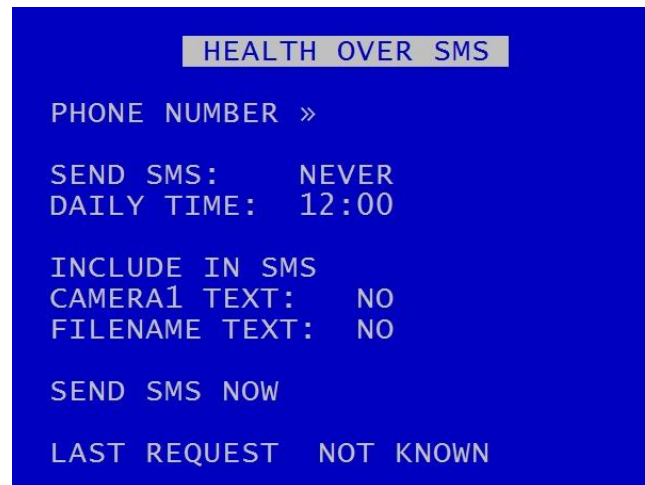 HEALTH OVER SMS
PHONE NUMBER »
SEND SMS: NEVER
DAILY TIME: 12:00
INCLUDE IN SMS
CAMERA1 TEXT: NO
FILENAME TEXT: NO
SEND SMS NOW
LAST REQUEST NOT KNOWN